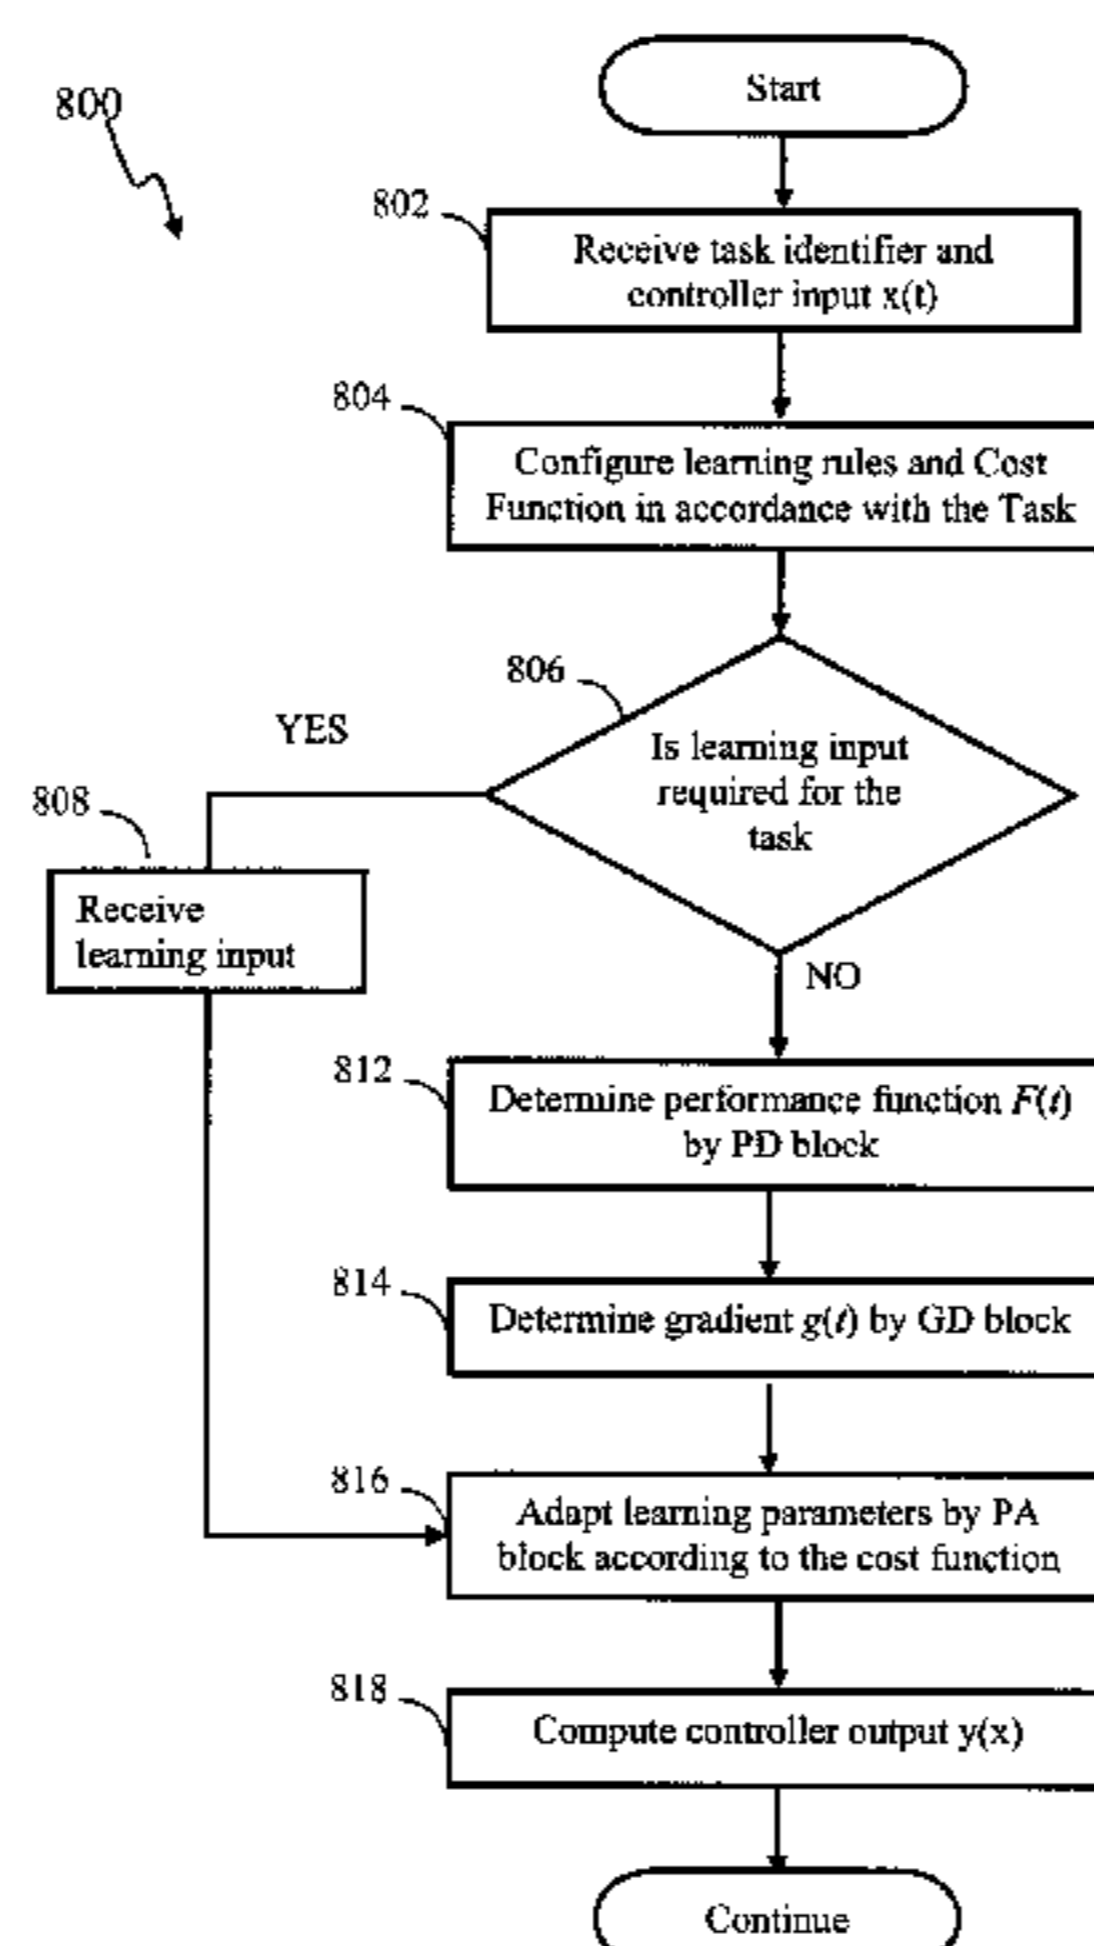 800
Start
802
Receive task identifier and
controller input x(t)
804
Configure learning rules and Cost
Function in accordance with the Task
806
YES
Is learning input
required for the
task
808
Receive
learning input
NO
812
Determine performance function F(t)
by PD block
814
Determine gradient g(t) by GD block
816
Adapt learning parameters by PA
block according to the cost function
818
Compute controller output y(x)
Continue